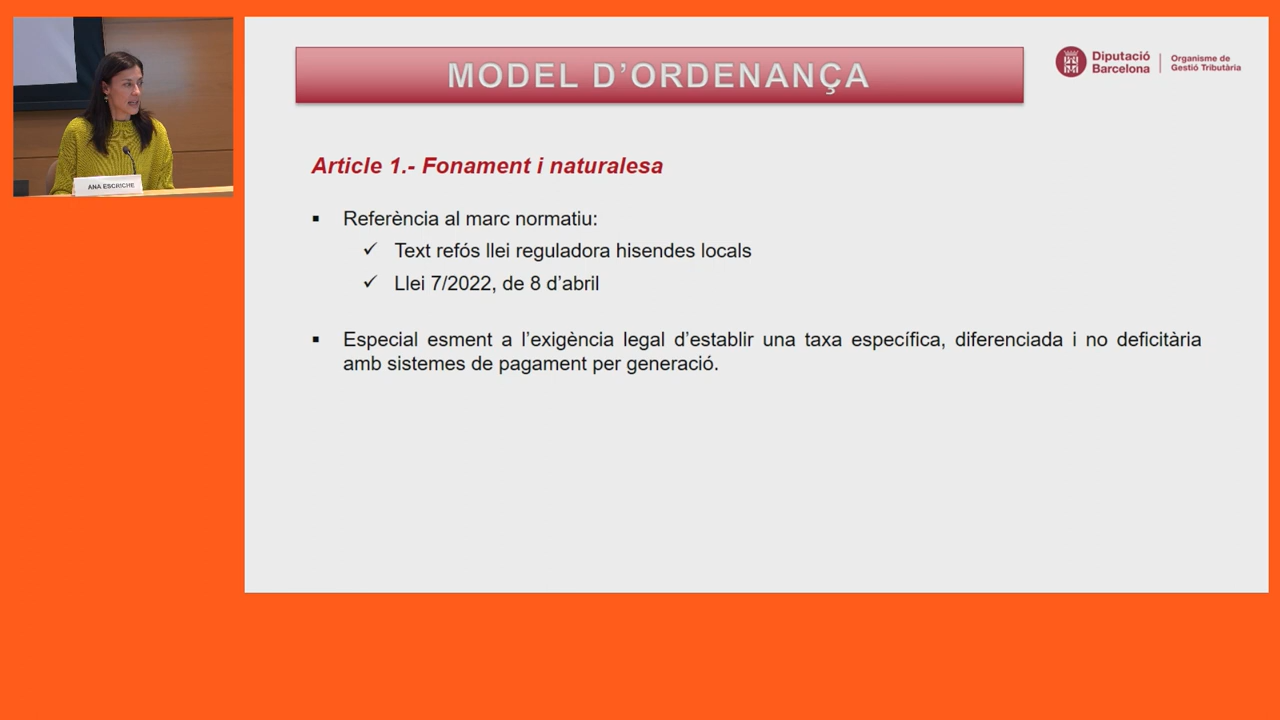 ANA ESCRICHE
MODEL D’ORDENANÇA
Diputació
Barcelona
Organisme de
Gestió Tributària
Article 1.- Fonament i naturalesa
▪ Referència al marc normatiu:
✓ Text refós llei reguladora hisendes locals
✓ Llei 7/2022, de 8 d’abril
▪ Especial esment a l’exigència legal d’establir una taxa específica, diferenciada i no deficitària
amb sistemes de pagament per generació.